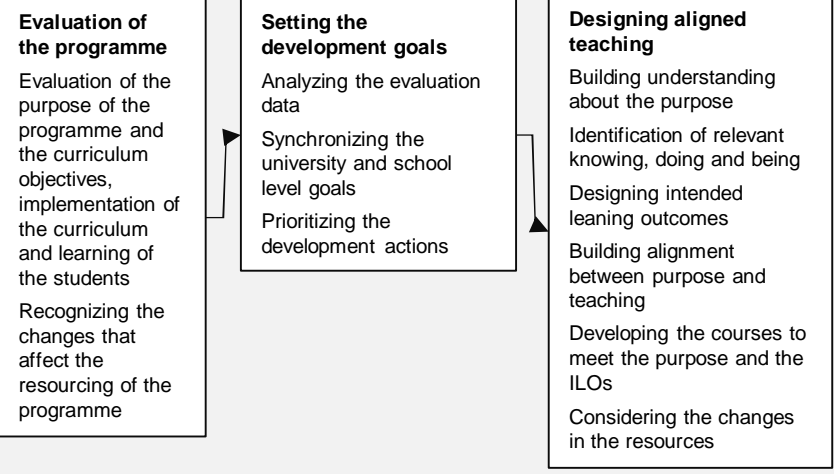 Evaluation of
the programme
Evaluation of the
purpose of the
programme and
the curriculum
objectives,
implementation of
the curriculum
and learning of
the students
Recognizing the
changes that
affect the
resourcing of the
programme
Setting the
development goals
Analyzing the evaluation
data
Synchronizing the
university and school
level goals
Prioritizing the
development actions
Designing aligned
teaching
Building understanding
about the purpose
Identification of relevant
knowing, doing and being
Designing intended
leaning outcomes
Building alignment
between purpose and
teaching
Developing the courses to
meet the purpose and the
ILOs
Considering the changes
in the resources